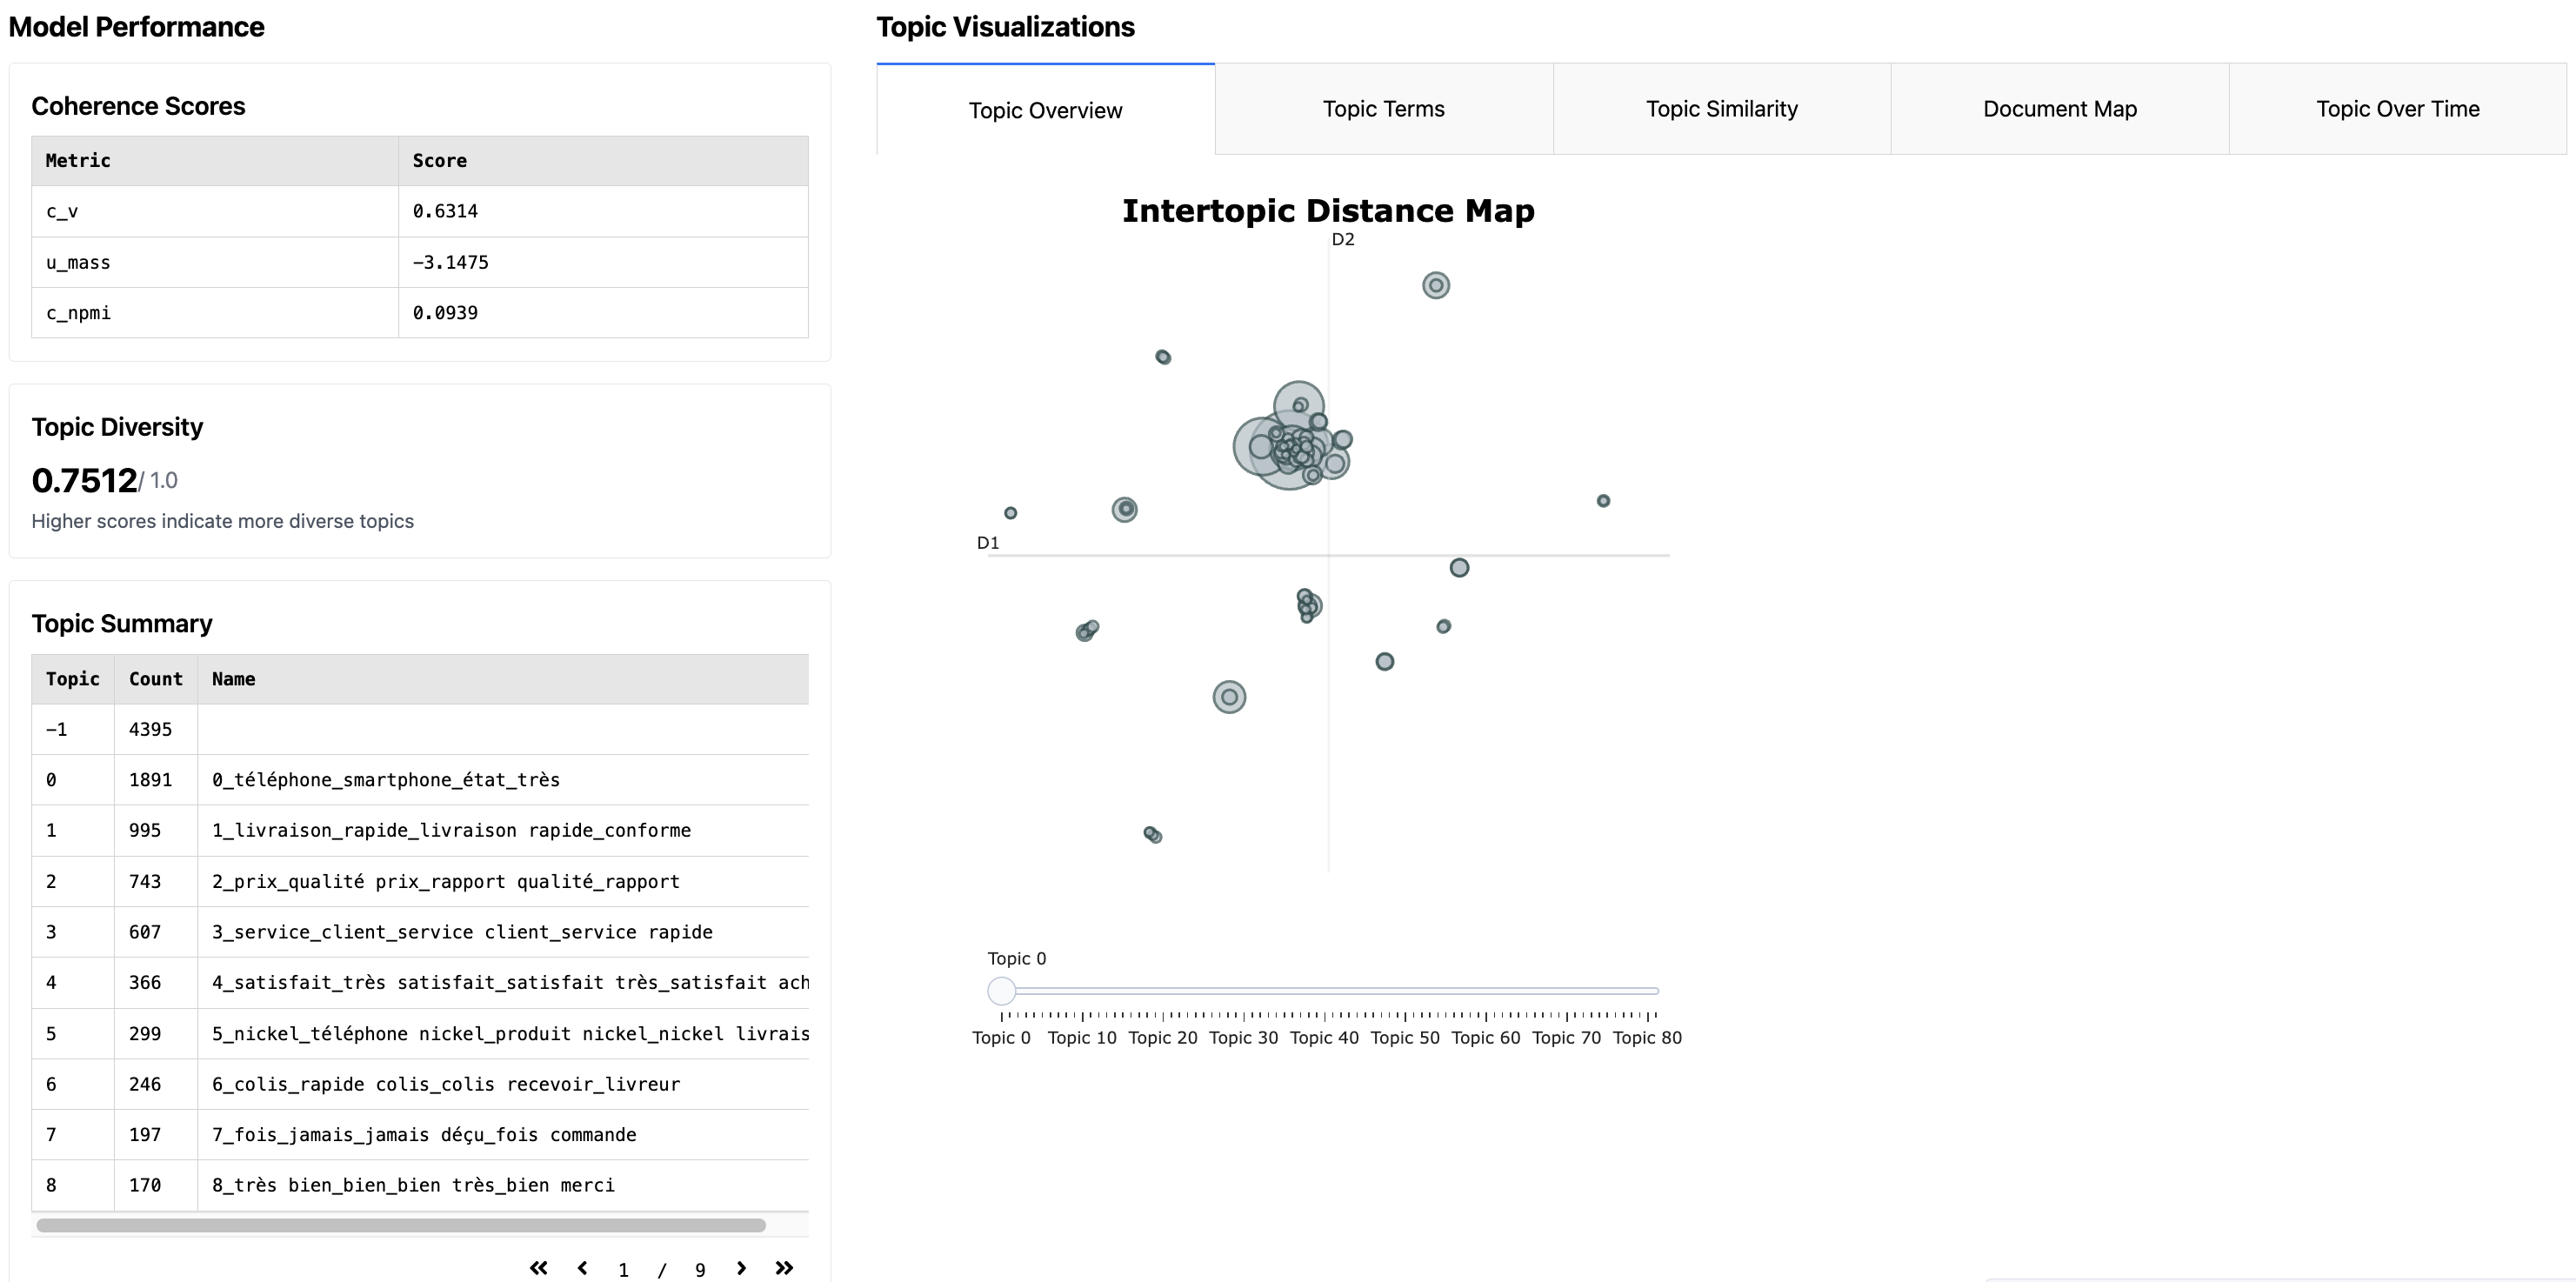 Model Performance
Coherence Scores
Metric Score
c_v 0.6314
u_mass −3.1475
c_npmi 0.0939
Topic Diversity
0.7512/ 1.0
Higher scores indicate more diverse topics
Topic Summary
Topic Count Name
−1 4395
0 1891 0_téléphone_smartphone_état_très
1 995 1_livraison_rapide_livraison rapide_conforme
2 743 2_prix_qualité prix_rapport qualité_rapport
3 607 3_service_client_service client_service rapide
4 366 4_satisfait_très satisfait_satisfait très_satisfait ach
5 299 5_nickel_téléphone nickel_produit nickel_nickel livrais
6 246 6_colis_rapide colis_colis recevoir_livreur
7 197 7_fois_jamais_jamais déçu_fois commande
8 170 8_très bien_bien_bien très_bien merci
1 / 9
Topic Visualizations
Topic Overview Topic Terms Topic Similarity Document Map Topic Over Time
Intertopic Distance Map
D2
D1
Topic 0
Topic 0 Topic 10 Topic 20 Topic 30 Topic 40 Topic 50 Topic 60 Topic 70 Topic 80